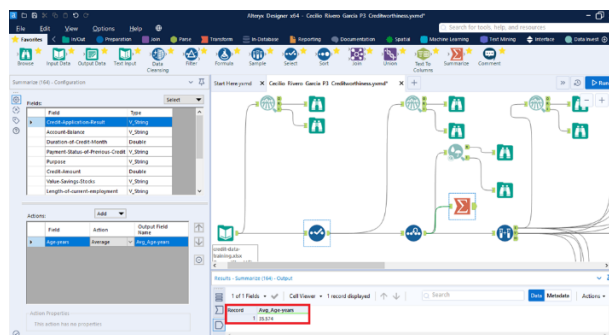 Alteryx Designer x64 - Cecilio Rivero Garcia P3 Creditworthiness.yxmd*
File Edit View Options Help
Search for tools, help, and resources...
Favorites In/Out Preparation Join Parse Transform In-Database Reporting Documentation Spatial Machine Learning Text Mining Interface Data Invest
Browse Input Data Output Data Text Input Data Cleansing Filter Formula Sample Select Sort Join Union Text To Columns Summarize Comment
Summarize (164) - Configuration
Start Here.yxmd Cecilio Rivero Garcia P3 Creditworthiness.yxmd*
Fields:
Select
Field Type
Credit-Application-Result V_String
Account-Balance V_String
Duration-of-Credit-Month Double
Payment-Status-of-Previous-Credit V_String
Purpose V_String
Credit-Amount Double
Value-Savings-Stocks V_String
Length-of-current-employment V_String
Actions:
Add
Field Action Output Field Name
Age-years Average Avg_Age-years
credit-data-training.xlsx
Results - Summarize (164) - Output
1 of 1 Fields Cell Viewer 1 record displayed Search Data Metadata Actions
Record Avg_Age-years
1 35.574
Action Properties
This action has no properties